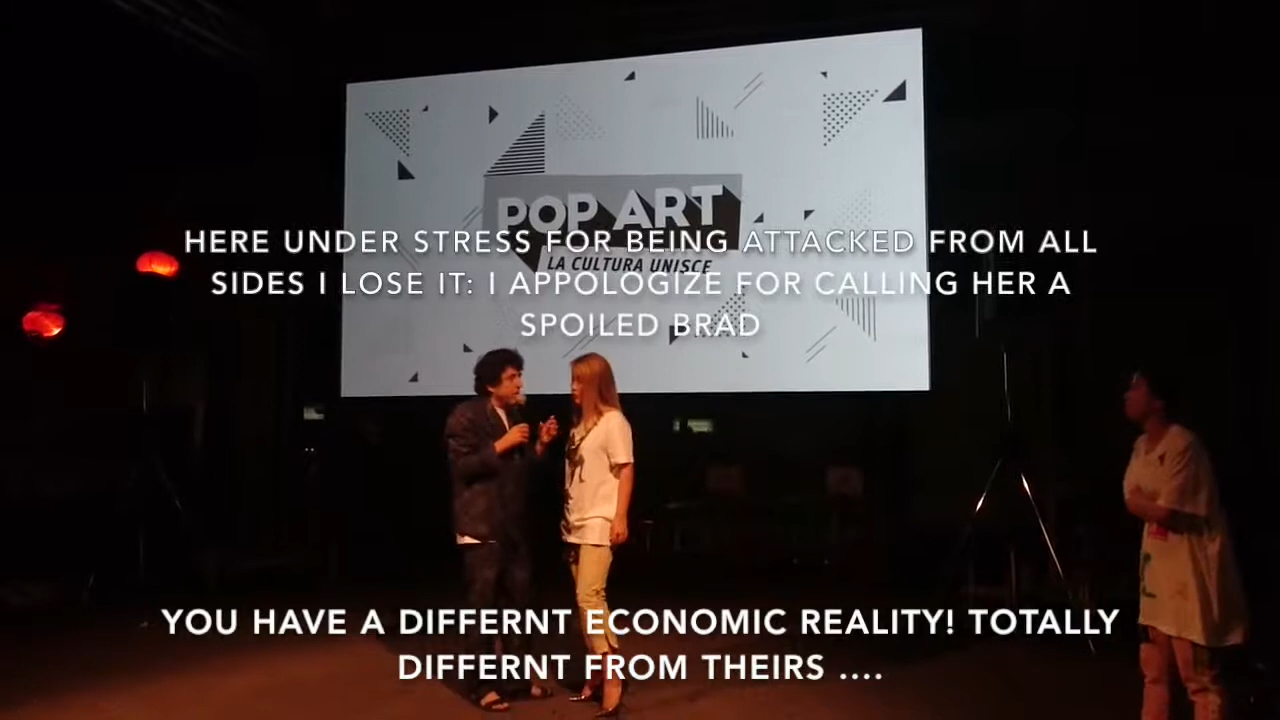 POP ART
HERE UNDER STRESS FOR BEING ATTACKED FROM ALL
LA CULTURA UNISCE
SIDES I LOSE IT: I APPOLOGIZE FOR CALLING HER A
SPOILED BRAD
YOU HAVE A DIFFERNT ECONOMIC REALITY! TOTALLY
DIFFERNT FROM THEIRS ....